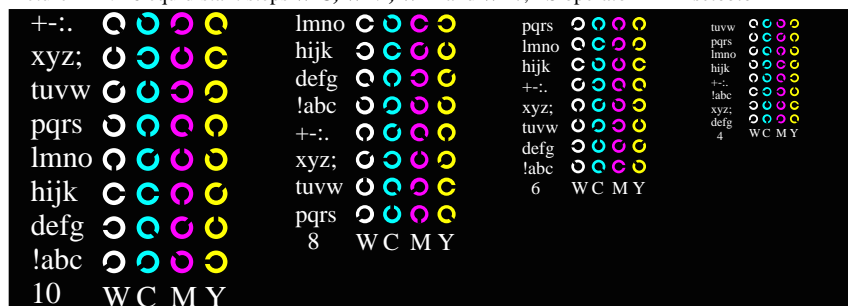 +-:.
xyz;
tuvw
pqrs
lmno
hijk
defg
!abc
10 W C M Y
lmno
hijk
defg
!abc
+-:.
xyz;
tuvw
pqrs
8 W C M Y
pqrs
lmno
hijk
+-:.
xyz;
tuvw
defg
!abc
6 W C M Y
tuvw
pqrs
lmno
hijk
+-:.
!abc
xyz;
defg
4 W C M Y